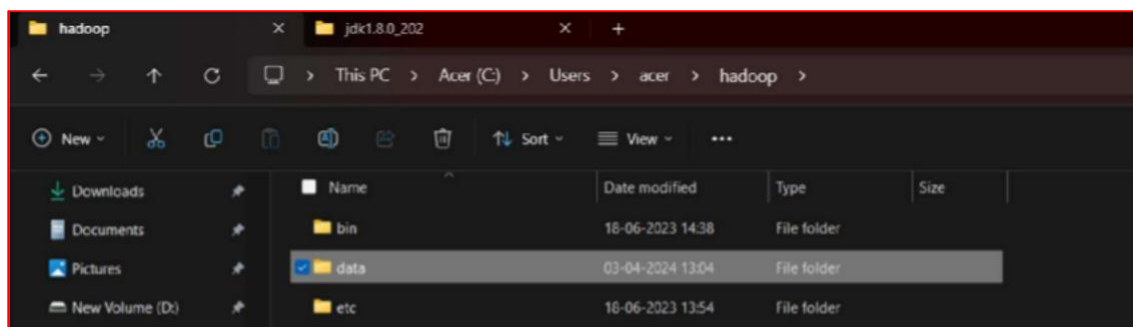 hadoop jdk1.8.0_202
This PC > Acer (C:) > Users > acer > hadoop >
New Sort View ...
Downloads Name Date modified Type Size
Documents bin 18-06-2023 14:38 File folder
Pictures data 03-04-2024 13:04 File folder
New Volume (D:) etc 18-06-2023 13:54 File folder